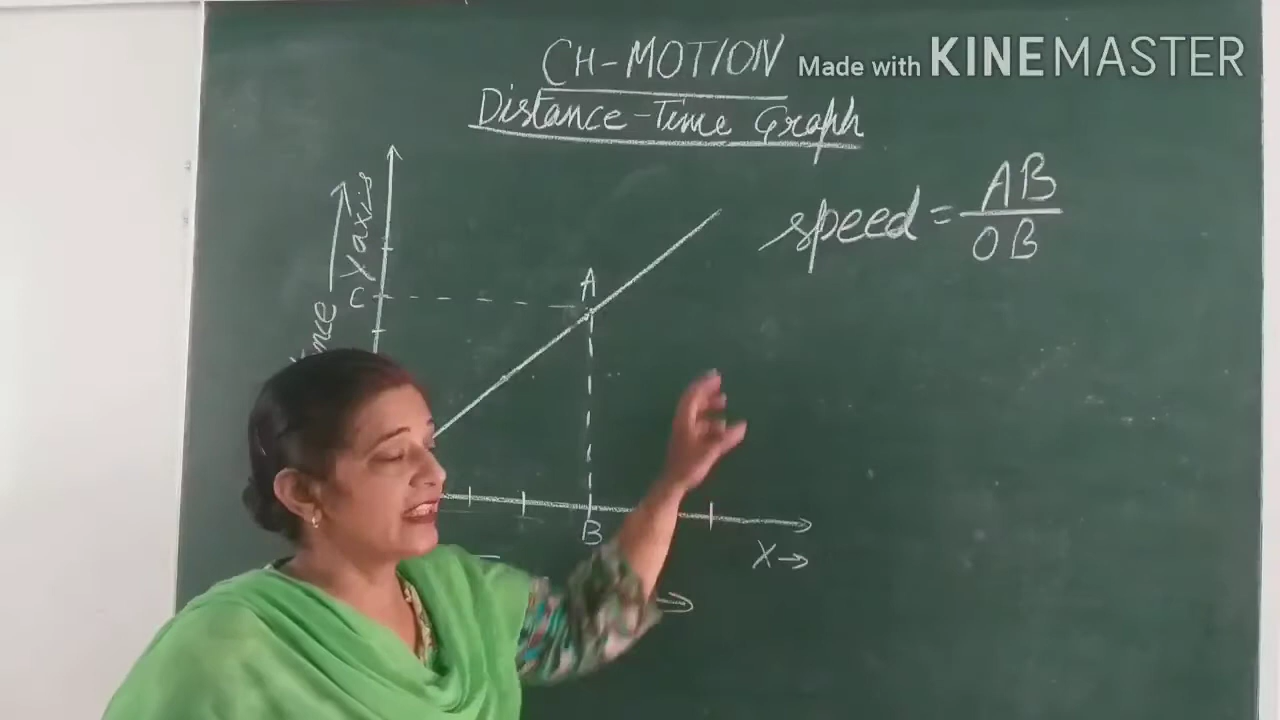 CH-MOTION
Made with KINEMASTER
Distance-Time Graph
speed = AB
OB
Y axis
A
C
B
X →